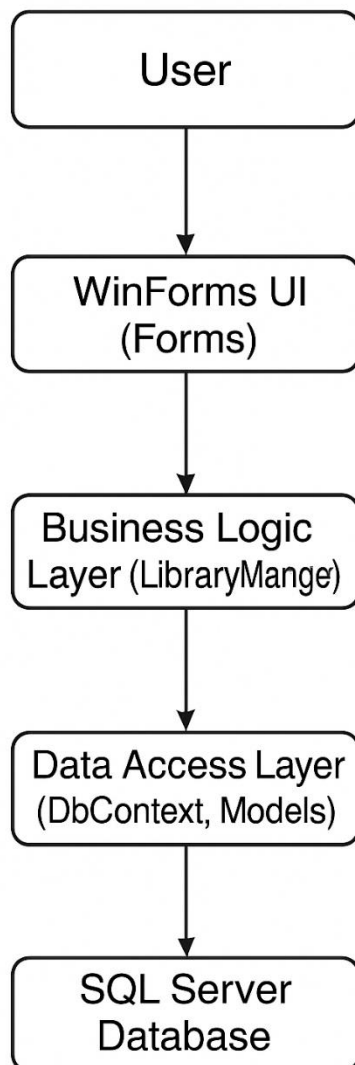 User
WinForms UI
(Forms)
Business Logic
Layer (LibraryMange)
Data Access Layer
(DbContext, Models)
SQL Server
Database